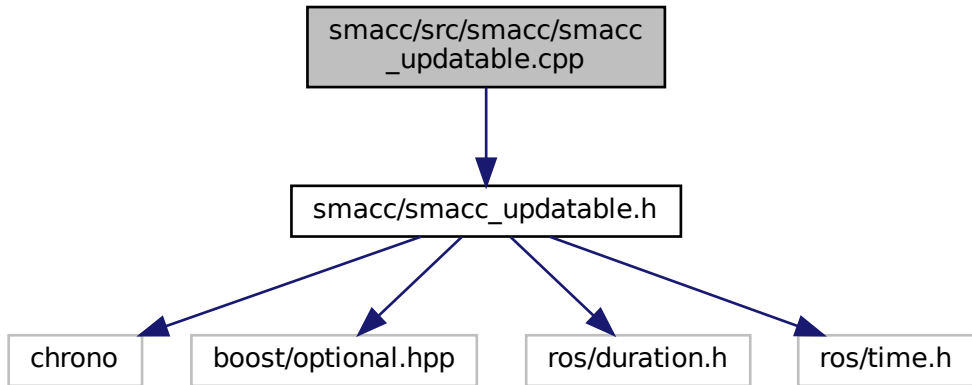 smacc/src/smacc/smacc
_updatable.cpp
smacc/smacc_updatable.h
chrono
boost/optional.hpp
ros/duration.h
ros/time.h